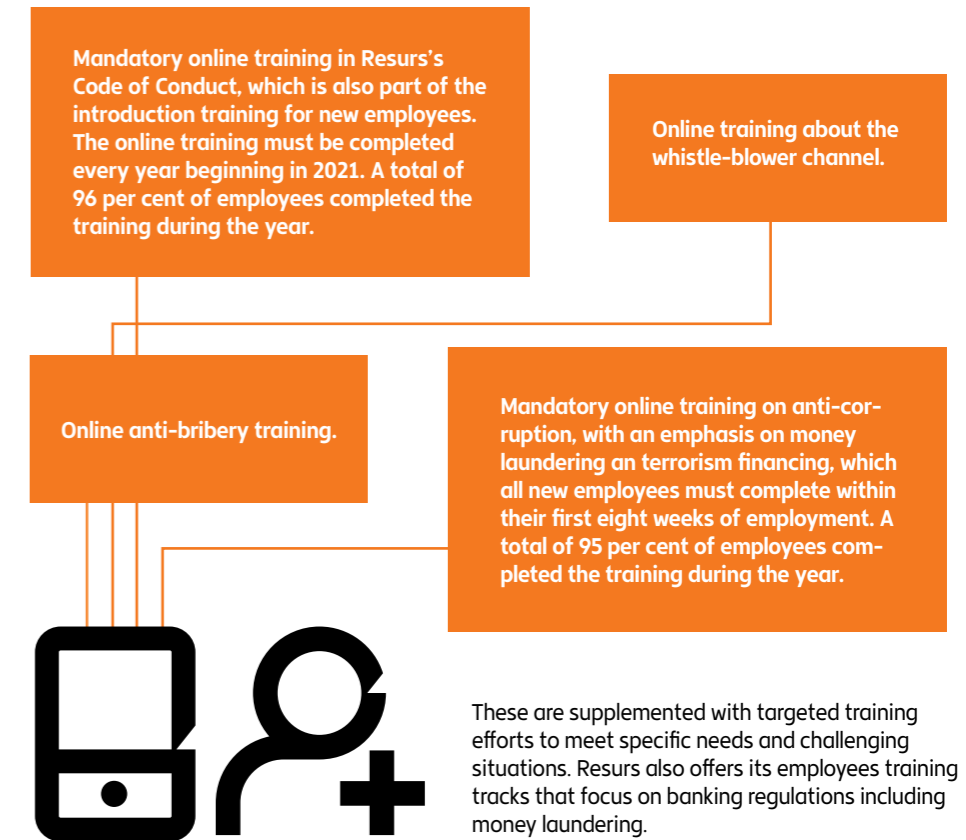 Mandatory online training in Resurs's
Code of Conduct, which is also part of the
introduction training for new employees.
The online training must be completed
every year beginning in 2021. A total of
96 per cent of employees completed the
training during the year.
Online training about the
whistle-blower channel.
Online anti-bribery training.
Mandatory online training on anti-cor-
ruption, with an emphasis on money
laundering an terrorism financing, which
all new employees must complete within
their first eight weeks of employment. A
total of 95 per cent of employees com-
pleted the training during the year.
These are supplemented with targeted training
efforts to meet specific needs and challenging
situations. Resurs also offers its employees training
tracks that focus on banking regulations including
money laundering.